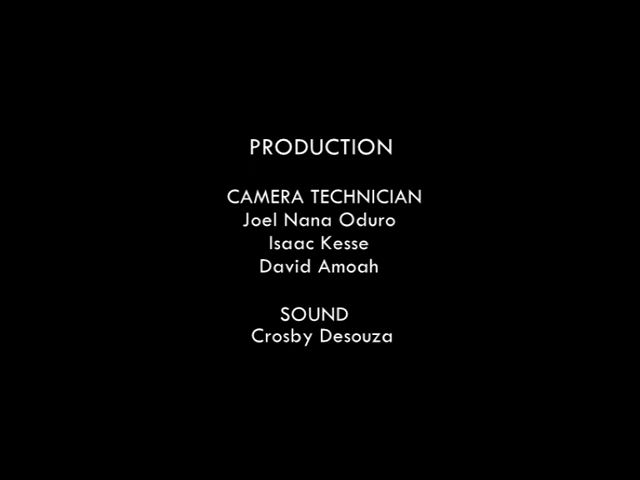 PRODUCTION
CAMERA TECHNICIAN
Joel Nana Oduro
Isaac Kesse
David Amoah
SOUND
Crosby Desouza